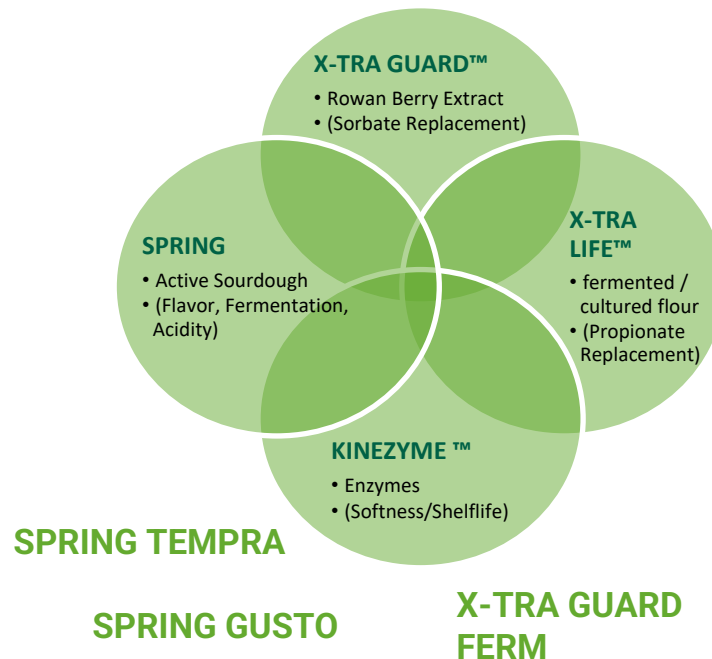 X-TRA GUARD™
• Rowan Berry Extract
• (Sorbate Replacement)
SPRING
• Active Sourdough
• (Flavor, Fermentation,
Acidity)
X-TRA
LIFE™
• fermented /
cultured flour
• (Propionate
Replacement)
KINEZYME ™
• Enzymes
• (Softness/Shelflife)
SPRING TEMPRA
SPRING GUSTO
X-TRA GUARD
FERM